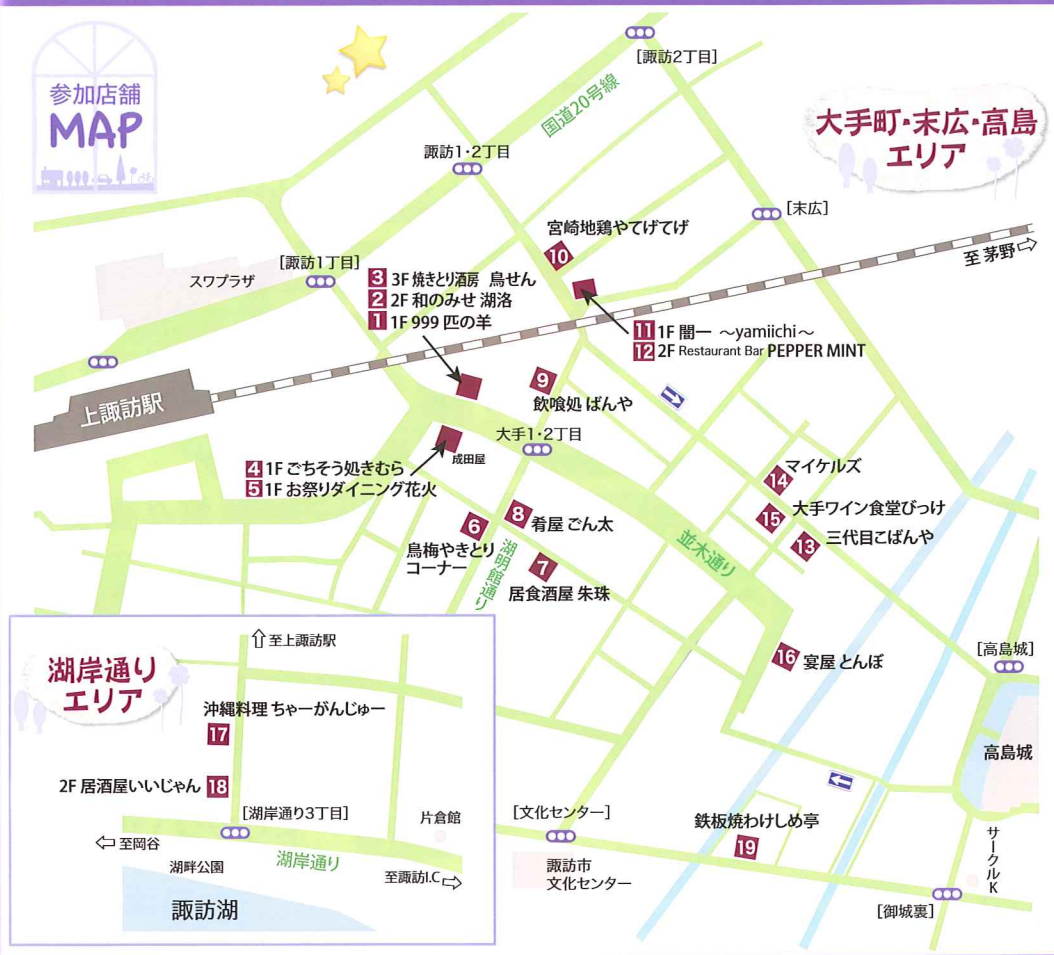 参加店舗
MAP
大手町・末広・高島
エリア
[諏訪2丁目]
国道20号線
諏訪1・2丁目
[末広]
至 茅野
[諏訪1丁目]
スワプラザ
宮崎地鶏やてげてげ
10
3 3F 焼きとり酒房 鳥せん
2 2F 和のみせ 湖洛
1 1F 999 匹の羊
11 1F 闇一 ～yamiichi～
12 2F Restaurant Bar PEPPER MINT
上諏訪駅
9
飲食処 ばんや
大手1・2丁目
成田屋
4 1F ごちそう処きむら
5 1F お祭りダイニング花火
14
マイケルズ
15
大手ワイン食堂びっけ
13
三代目こばんや
6
鳥梅やきとり
コーナー
8
肴屋 ごん太
湖明館通り
7
居食酒屋 朱珠
並木通り
16
宴屋 とんぼ
[高島城]
高島城
サークルK
[文化センター]
諏訪市
文化センター
鉄板焼わけしめ亭
19
[御城裏]
湖岸通り
エリア
至上諏訪駅
沖縄料理 ちゃーがんじゅー
17
2F 居酒屋いいじゃん
18
[湖岸通り3丁目]
片倉館
至岡谷
湖岸通り
湖畔公園
至諏訪I.C
諏訪湖